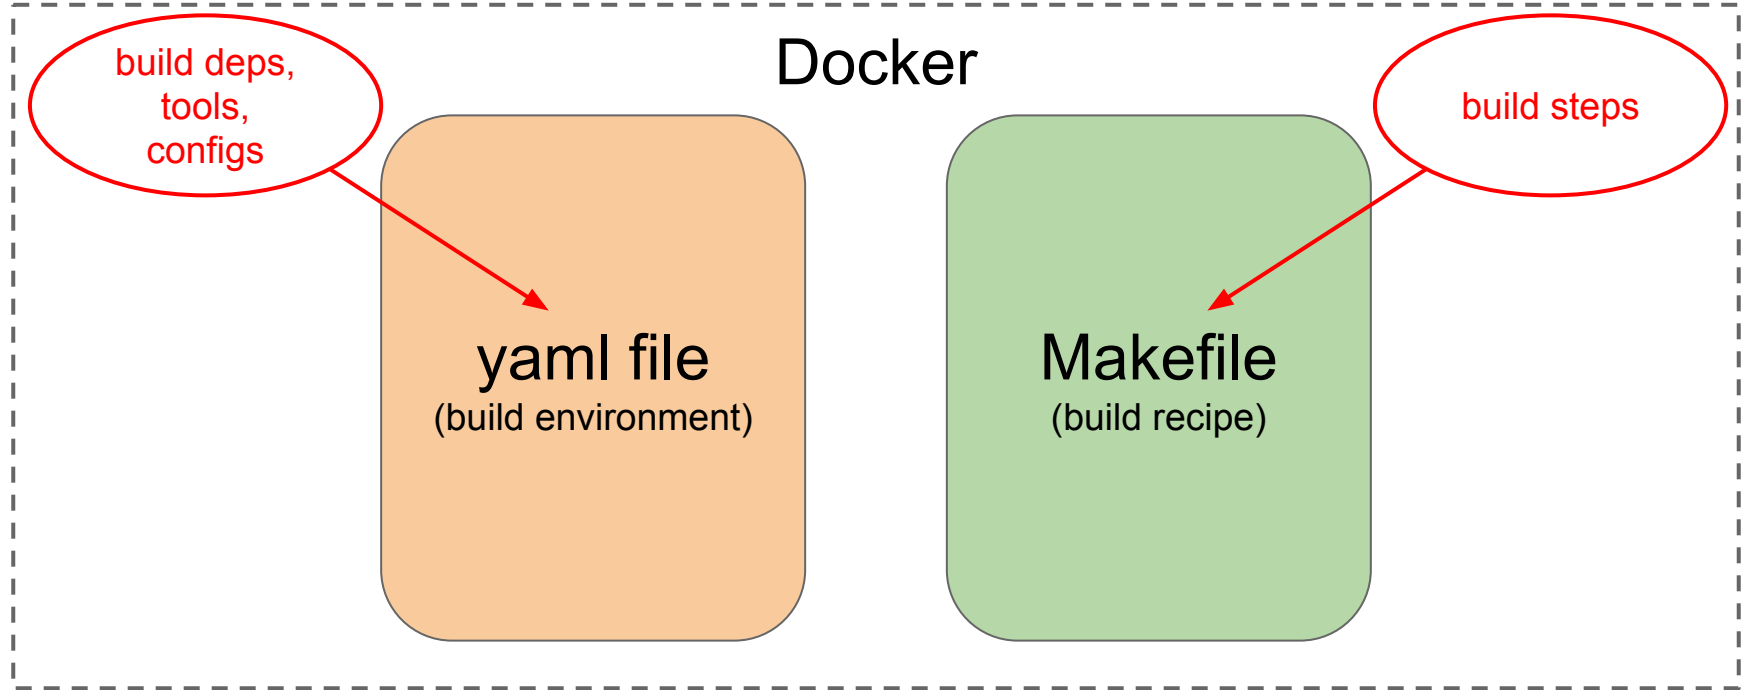 Docker
build deps,
tools,
configs
build steps
yaml file
(build environment)
Makefile
(build recipe)